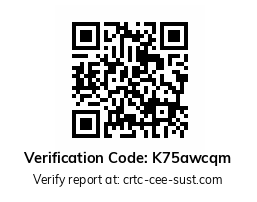 Verification Code: K75awcqm
Verify report at: crtc-cee-sust.com